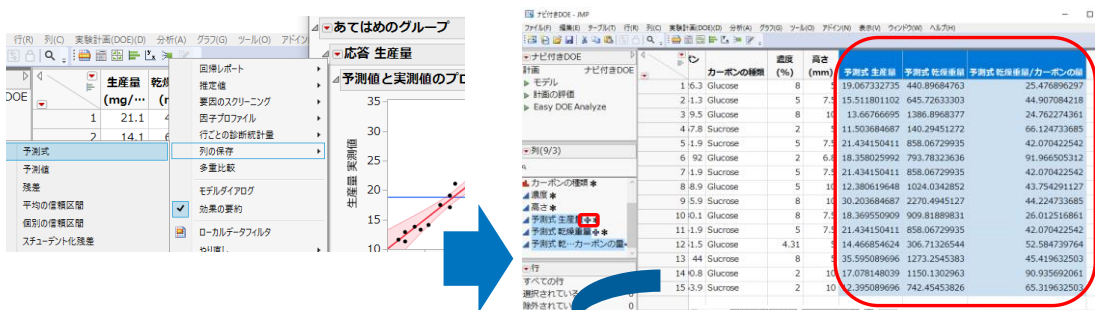 行(R) 列(C) 実験計画(DOE)(D) 分析(A) グラフ(G) ツール(O) アドイン
DOE
生産量
(mg/…
1 21.1
2 14.1
回帰レポート
推定値
要因のスクリーニング
因子プロファイル
行ごとの診断統計量
列の保存
多重比較
モデルダイアログ
効果の要約
ローカルデータフィルタ
やり直し
予測式
予測値
残差
平均の信頼区間
個別の信頼区間
スチューデント化残差
あてはめのグループ
応答 生産量
予測値と実測値のプロ
生産量 実測値
35
30
25
20
15
10
ナビ付きDOE - JMP
ファイル(F) 編集(E) テーブル(T) 行(R) 列(C) 実験計画(DOE)(D) 分析(A) グラフ(G) ツール(O) アドイン(N) 表示(V) ウィンドウ(W) ヘルプ(H)
ナビ付きDOE
計画 ナビ付きDOE
モデル
計画の評価
Easy DOE Analyze
列(9/3)
カーボンの種類
濃度
高さ
予測式 生産量
予測式 乾燥重量
予測式 乾…カーボンの量
行
すべての行
選択されている
除外されてい 0
カーボンの種類 濃度 (%) 高さ (mm) 予測式 生産量 予測式 乾燥重量 予測式 乾燥重量/カーボンの量
1 26.3 Glucose 8 5 19.067332735 440.89684763 25.476896297
2 1.3 Glucose 5 7.5 15.511801102 645.72633303 44.907084218
3 9.5 Glucose 8 10 13.66766695 1386.8968377 24.762274361
4 7.8 Sucrose 2 5 11.503684687 140.29451272 66.124733685
5 1.9 Sucrose 5 7.5 21.434150411 858.06729935 42.070422542
6 92 Glucose 2 6.8 18.358025992 793.78323636 91.966505312
7 1.9 Sucrose 5 7.5 21.434150411 858.06729935 42.070422542
8 8.9 Sucrose 5 10 12.380619648 1024.0342852 43.754291127
9 5.9 Sucrose 8 10 30.203684687 2270.4945127 44.224733685
10 0.1 Glucose 8 7.5 18.369550909 909.81889831 26.012516861
11 1.9 Sucrose 5 7.5 21.434150411 858.06729935 42.070422542
12 1.5 Glucose 4.31 5 14.466854624 306.71326544 52.584739764
13 44 Sucrose 8 5 35.595089696 1273.2545383 45.419632503
14 0.8 Glucose 2 10 17.078148039 1150.1302963 90.935692061
15 3.9 Sucrose 2 10 12.395089696 742.45453826 65.319632503